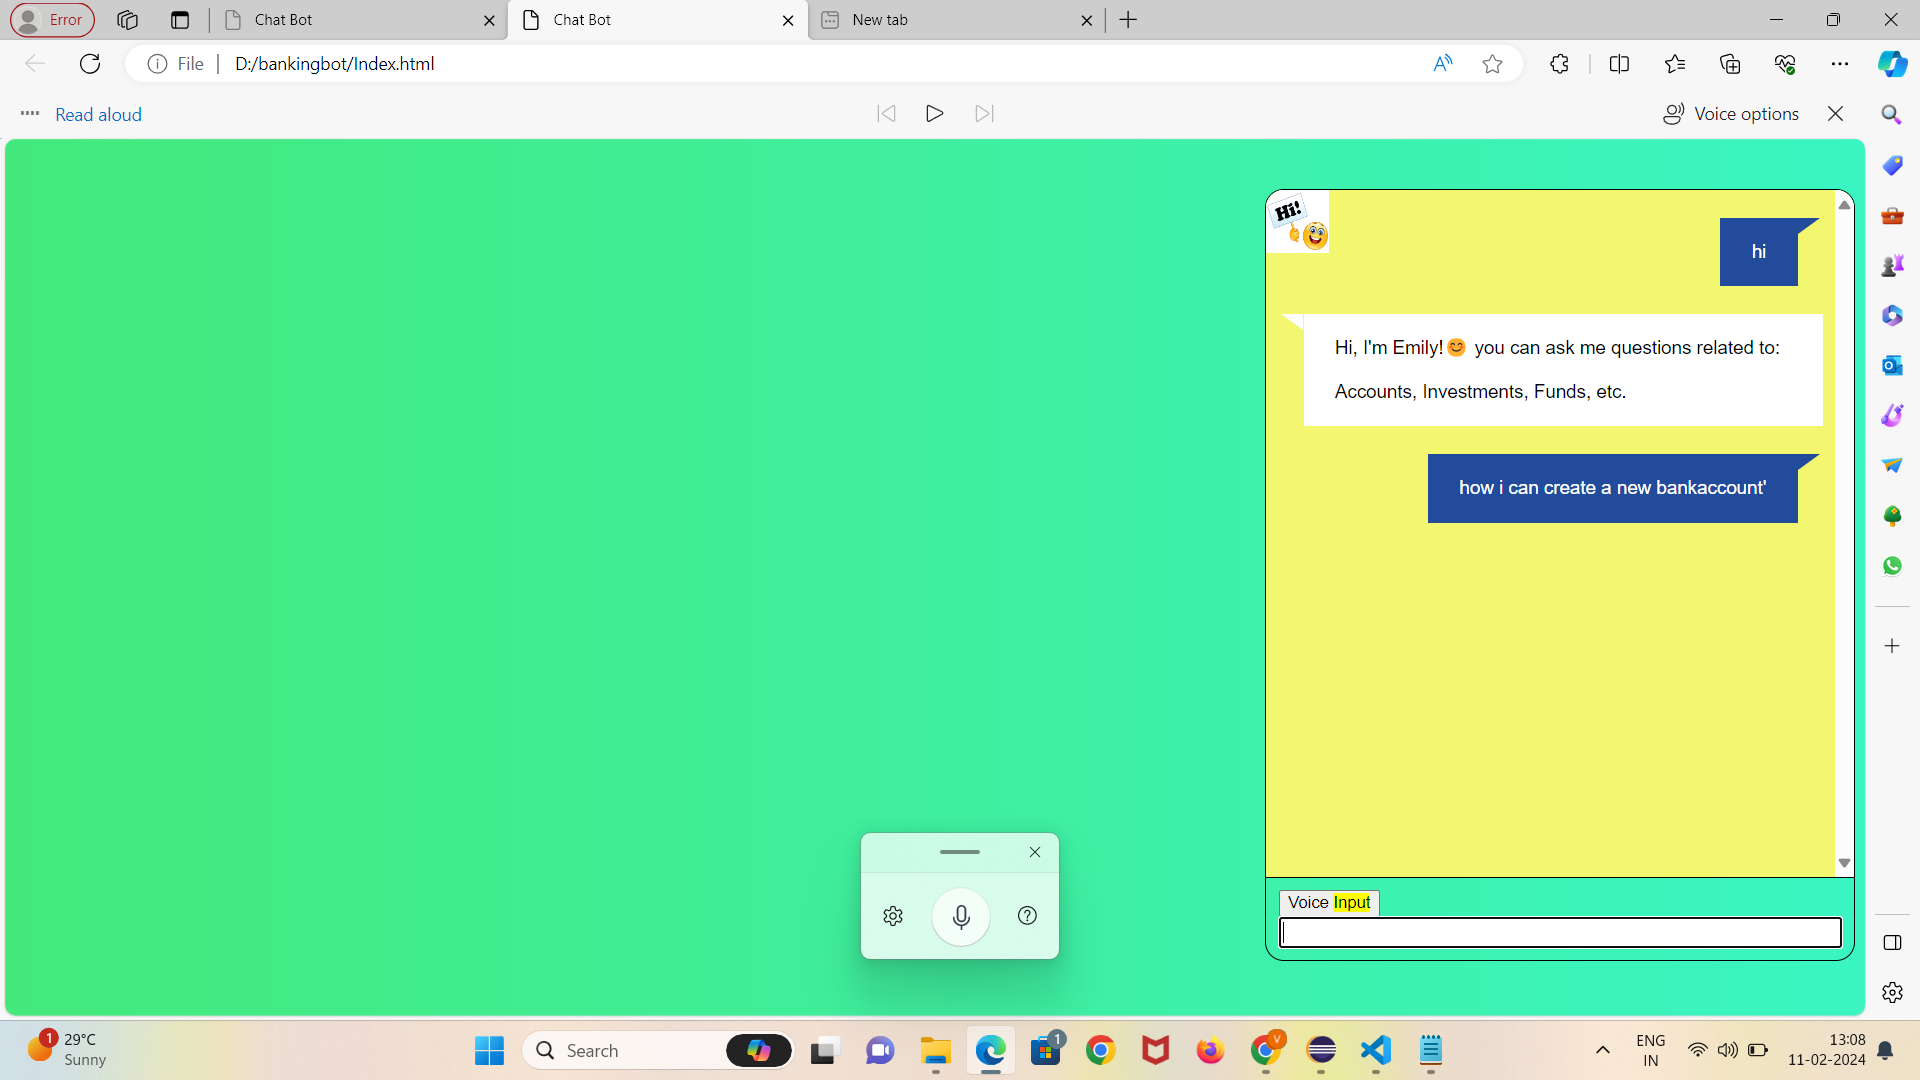 Error
Chat Bot
Chat Bot
New tab
File
D:/bankingbot/Index.html
Read aloud
Voice options
Hi!
hi
Hi, I'm Emily!😊 you can ask me questions related to:
Accounts, Investments, Funds, etc.
how i can create a new bankaccount'
Voice Input
1
29°C
Sunny
Search
1
V
ENG
IN
13:08
11-02-2024